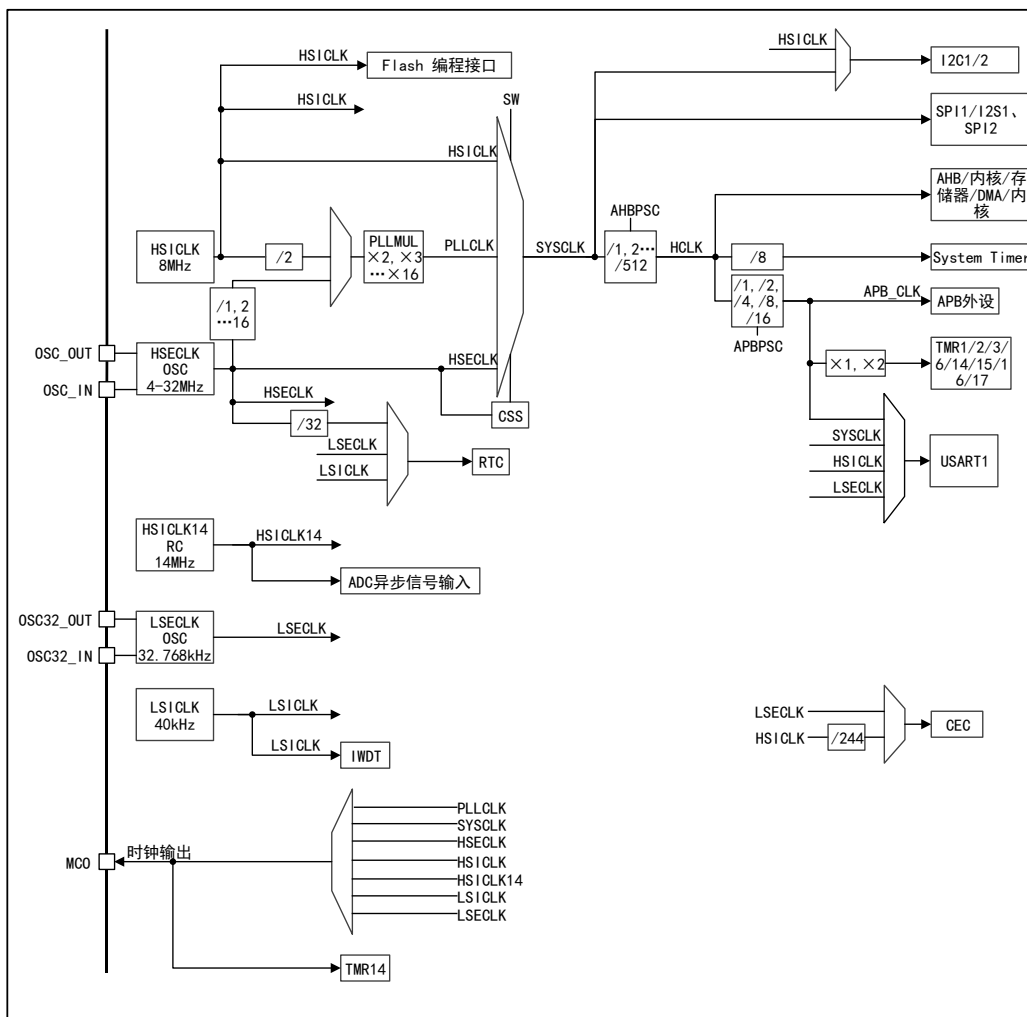 HSICLK
Flash 编程接口
HSICLK
HSICLK
I2C1/2
SW
SPI1/I2S1、
SPI2
HSICLK
AHB/内核/存
储器/DMA/内
核
HSICLK
8MHz
/2
PLLMUL
×2, ×3
…×16
PLLCLK
SYSCLK
AHBPSC
/1, 2…
/512
HCLK
/8
System Timer
/1, 2
…16
/1, /2,
/4, /8,
/16
APBPSC
APB_CLK
APB外设
OSC_OUT
OSC_IN
HSECLK
OSC
4-32MHz
HSECLK
×1, ×2
TMR1/2/3/
6/14/15/1
6/17
HSECLK
CSS
/32
LSECLK
LSICLK
RTC
SYSCLK
HSICLK
LSECLK
USART1
HSICLK14
RC
14MHz
HSICLK14
ADC异步信号输入
OSC32_OUT
OSC32_IN
LSECLK
OSC
32.768kHz
LSECLK
LSICLK
40kHz
LSICLK
LSICLK
IWDT
LSECLK
HSICLK
/244
CEC
MCO
时钟输出
PLLCLK
SYSCLK
HSECLK
HSICLK
HSICLK14
LSICLK
LSECLK
TMR14